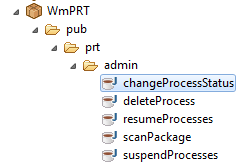 WmPRT
pub
prt
admin
changeProcessStatus
deleteProcess
resumeProcesses
scanPackage
suspendProcesses